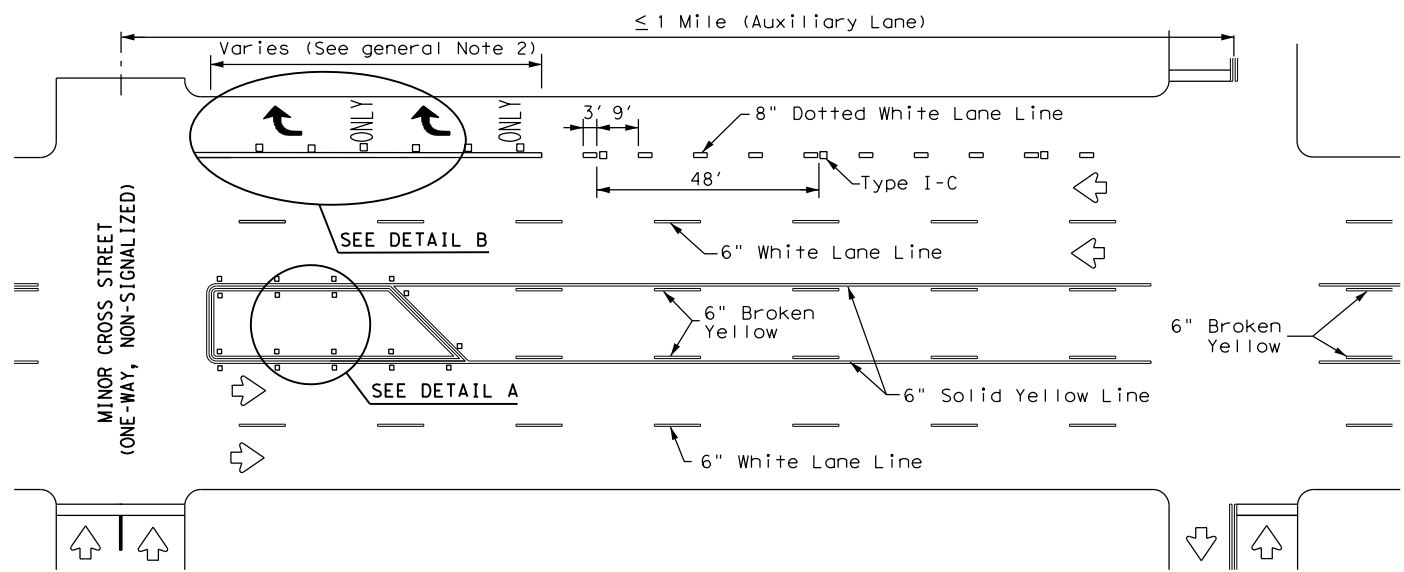 ≤ 1 Mile (Auxiliary Lane)
Varies (See general Note 2)
ONLY
ONLY
3' 9'
8" Dotted White Lane Line
48'
Type I-C
SEE DETAIL B
6" White Lane Line
MINOR CROSS STREET
(ONE-WAY, NON-SIGNALIZED)
6" Broken
Yellow
6" Broken
Yellow
SEE DETAIL A
6" Solid Yellow Line
6" White Lane Line